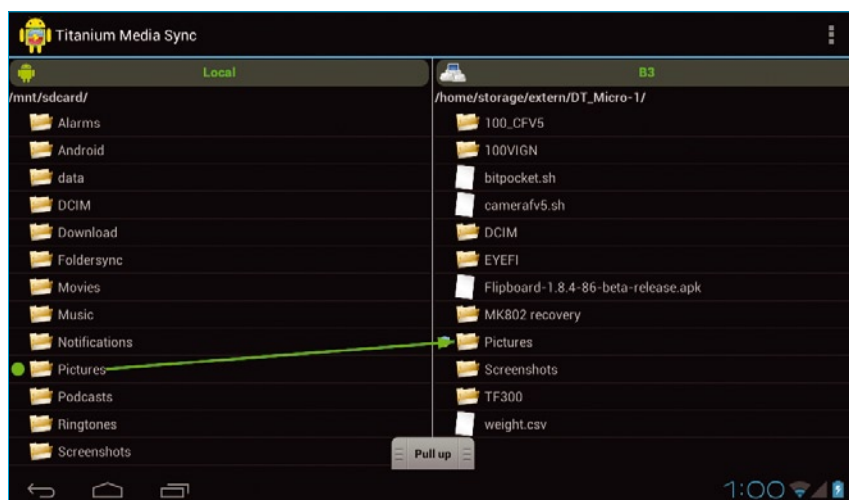 Titanium Media Sync
Local
/mnt/sdcard/
Alarms
Android
data
DCIM
Download
Foldersync
Movies
Music
Notifications
Pictures
Podcasts
Ringtones
Screenshots
B3
/home/storage/extern/DT_Micro-1/
100_CFV5
100VIGN
bitpocket.sh
camerafv5.sh
DCIM
EYEFI
Flipboard-1.8.4-86-beta-release.apk
MK802 recovery
Pictures
Screenshots
TF300
weight.csv
Pull up
1:00